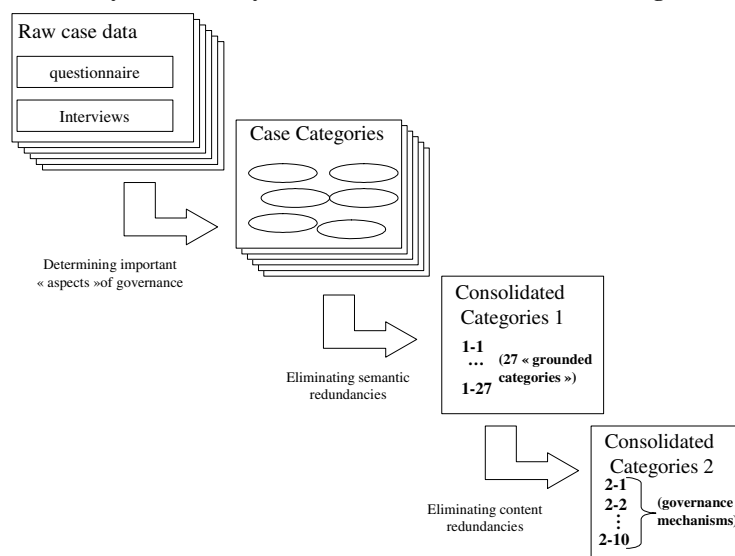 Raw case data
questionnaire
Interviews
Case Categories
Determining important
« aspects »of governance
Consolidated
Categories 1
1-1
...
1-27
(27 « grounded
categories »)
Eliminating semantic
redundancies
Consolidated
Categories 2
2-1
2-2
⋮
2-10
(governance
mechanisms)
Eliminating content
redundancies